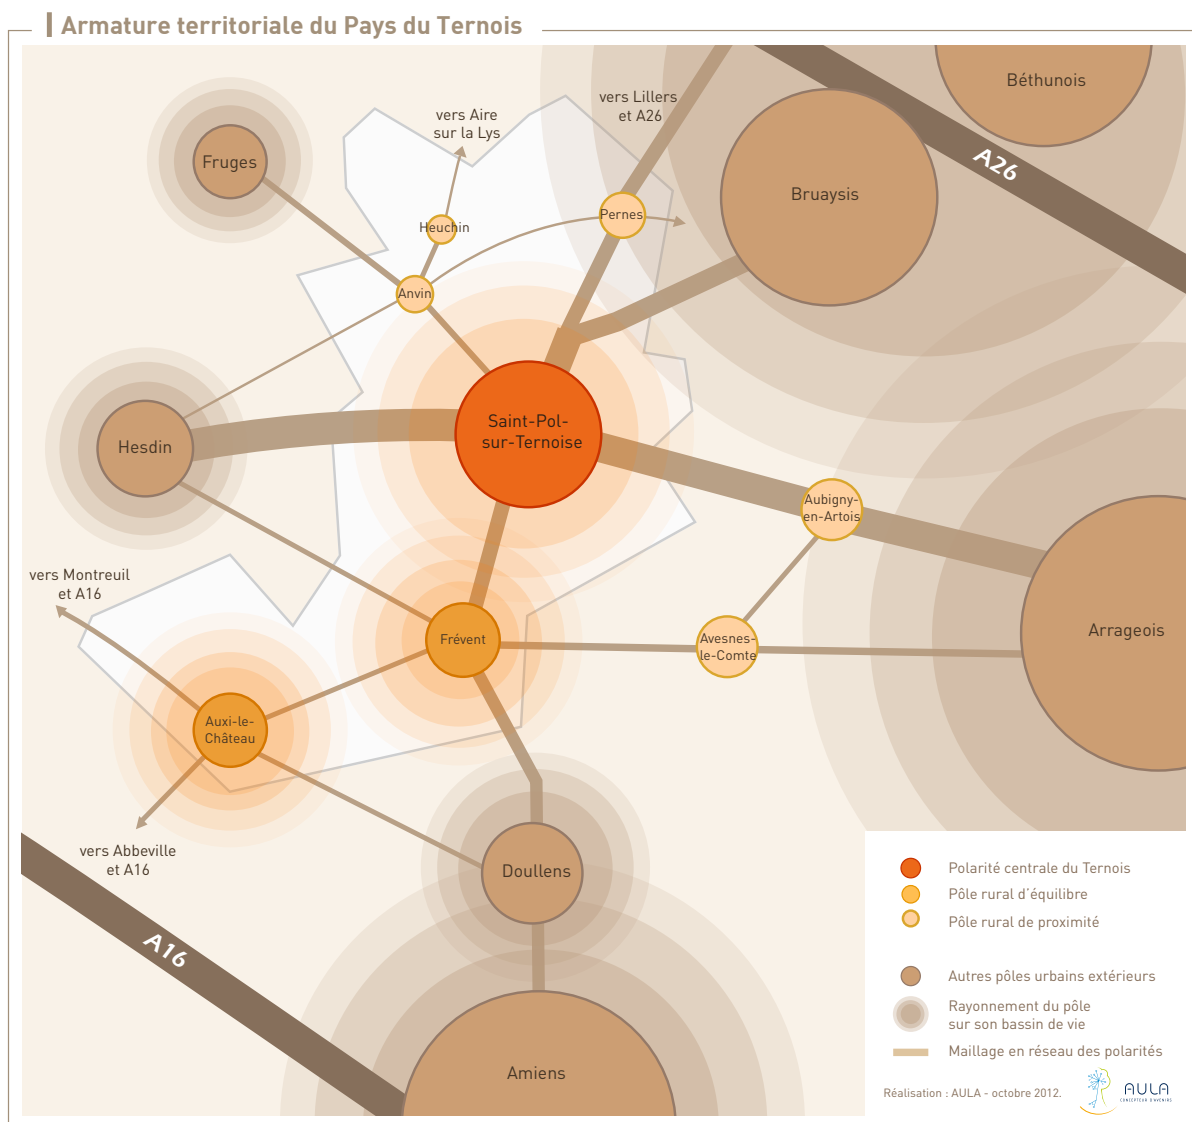 Armature territoriale du Pays du Ternois
Béthunois
vers Lillers
et A26
vers Aire
sur la Lys
A26
Fruges
Bruaysis
Pernes
Heuchin
Anvin
Saint-Pol-
sur-Ternoise
Hesdin
Aubigny-
en-Artois
vers Montreuil
et A16
Frévent
Avesnes-
le-Comte
Arrageois
Auxi-le-
Château
vers Abbeville
et A16
Doullens
A16
Amiens
Polarité centrale du Ternois
Pôle rural d'équilibre
Pôle rural de proximité
Autres pôles urbains extérieurs
Rayonnement du pôle
sur son bassin de vie
Maillage en réseau des polarités
Réalisation : AULA - octobre 2012.
AULA
CONCEPTEUR D'AVENIRS